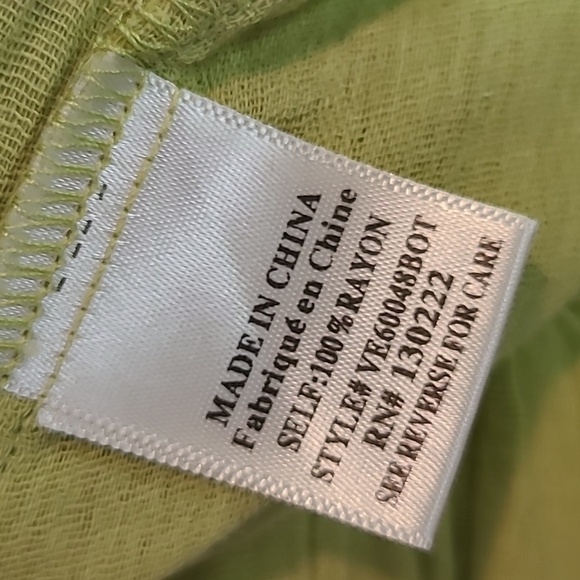 MADE IN CHINA
Fabriqué en Chine
SELF:100%RAYON
STYLE# VE60048BOT
RN# 130222
SEE REVERSE FOR CARE